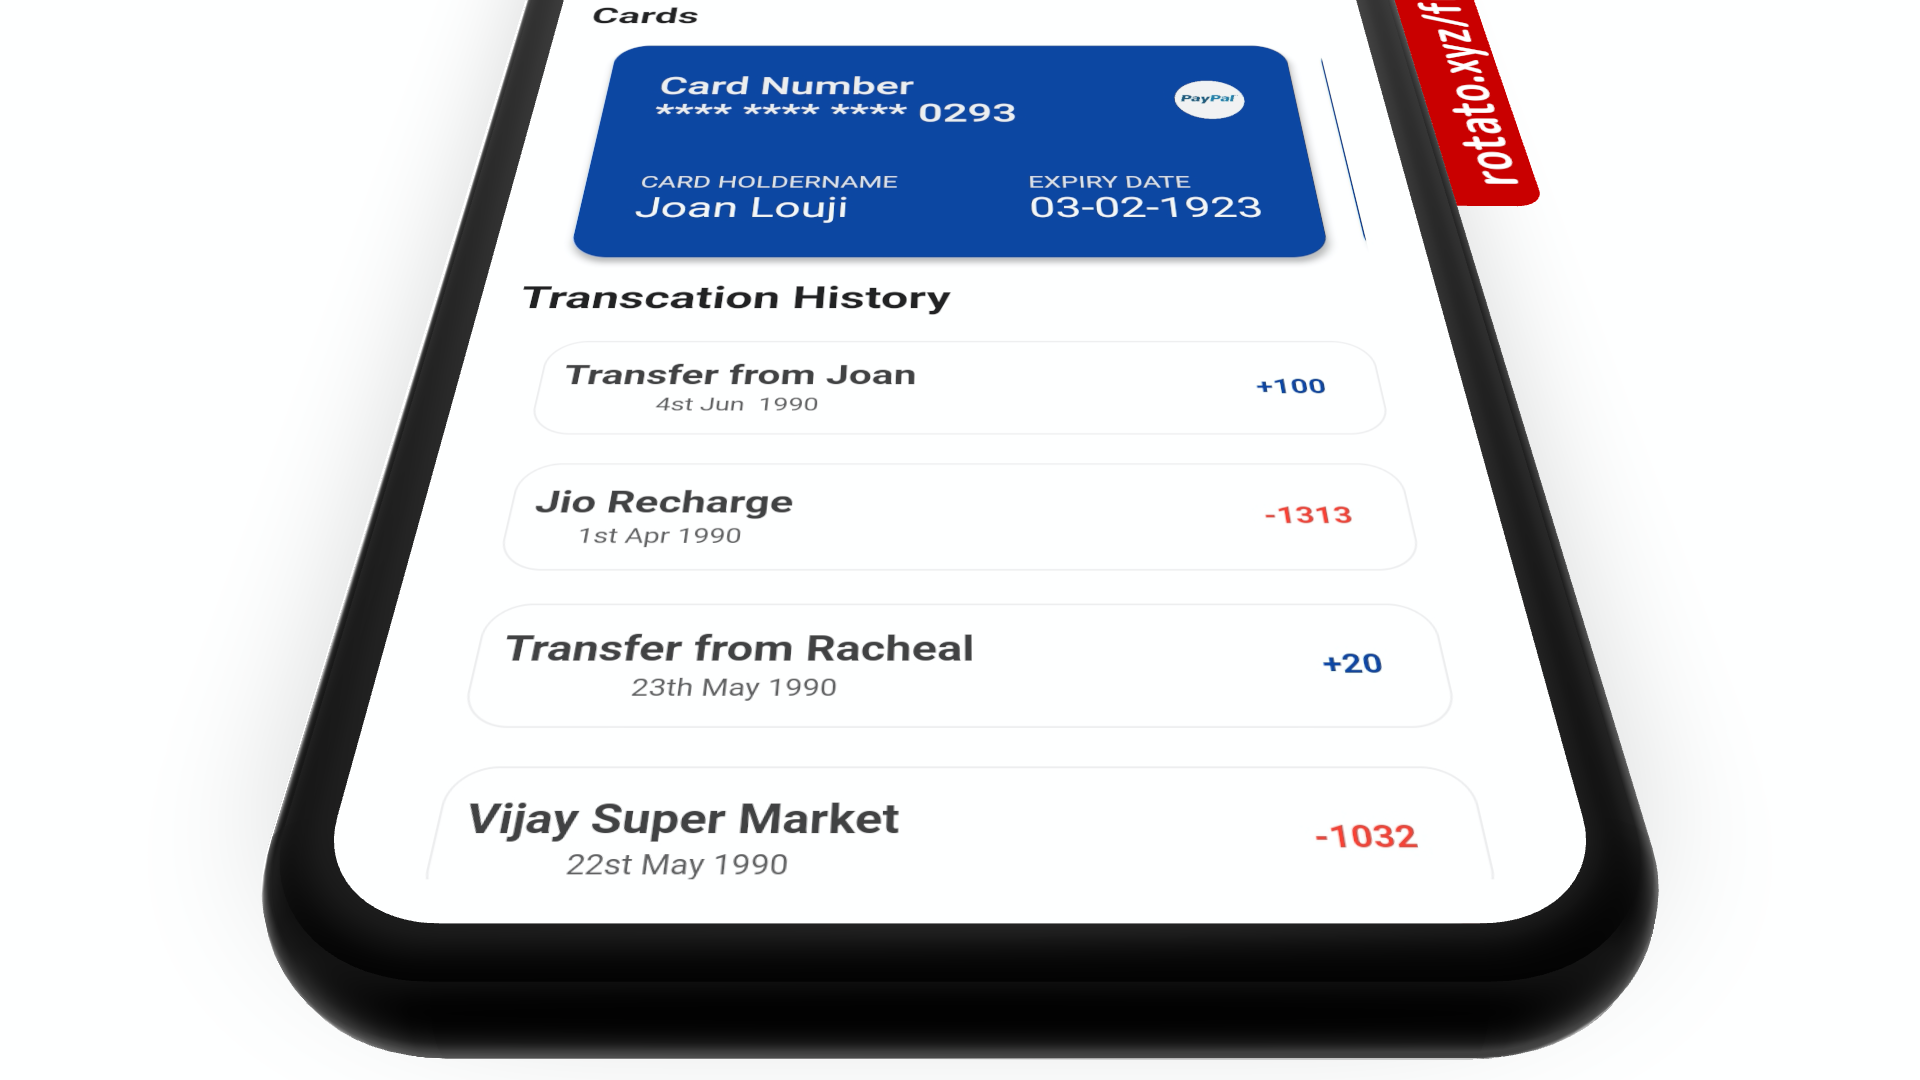 Cards
Card Number
**** **** **** 0293
PayPal
CARD HOLDERNAME
Joan Louji
EXPIRY DATE
03-02-1923
rotato.xyz/f
Transcation History
Transfer from Joan
4st Jun 1990
+100
Jio Recharge
1st Apr 1990
-1313
Transfer from Racheal
23th May 1990
+20
Vijay Super Market
22st May 1990
-1032